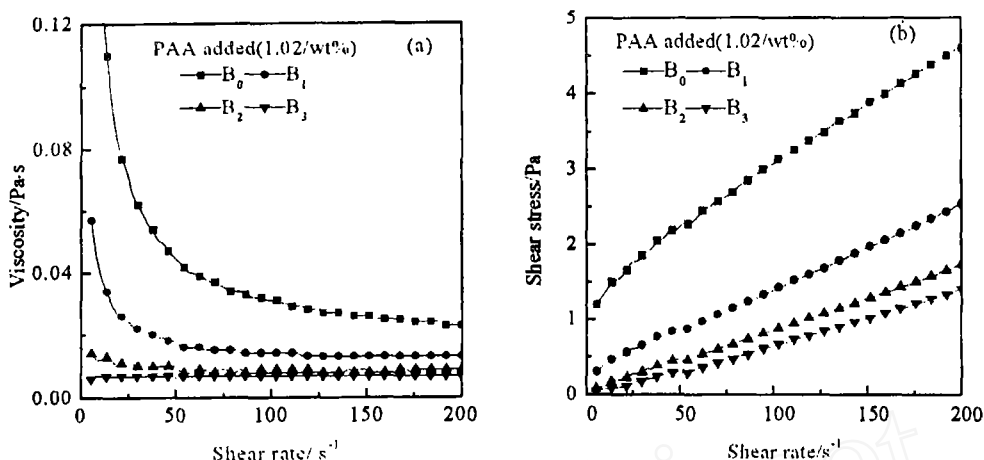 0.12
0.08
0.04
0.00
Viscosity/Pa·s
PAA added(1.02/wt%) (a)
B0 B1
B2 B3
0 50 100 150 200
Shear rate/ s-1
5
4
3
2
1
0
Shear stress/Pa
PAA added(1.02/wt%) (b)
B0 B1
B2 B3
0 50 100 150 200
Shear rate/s-1